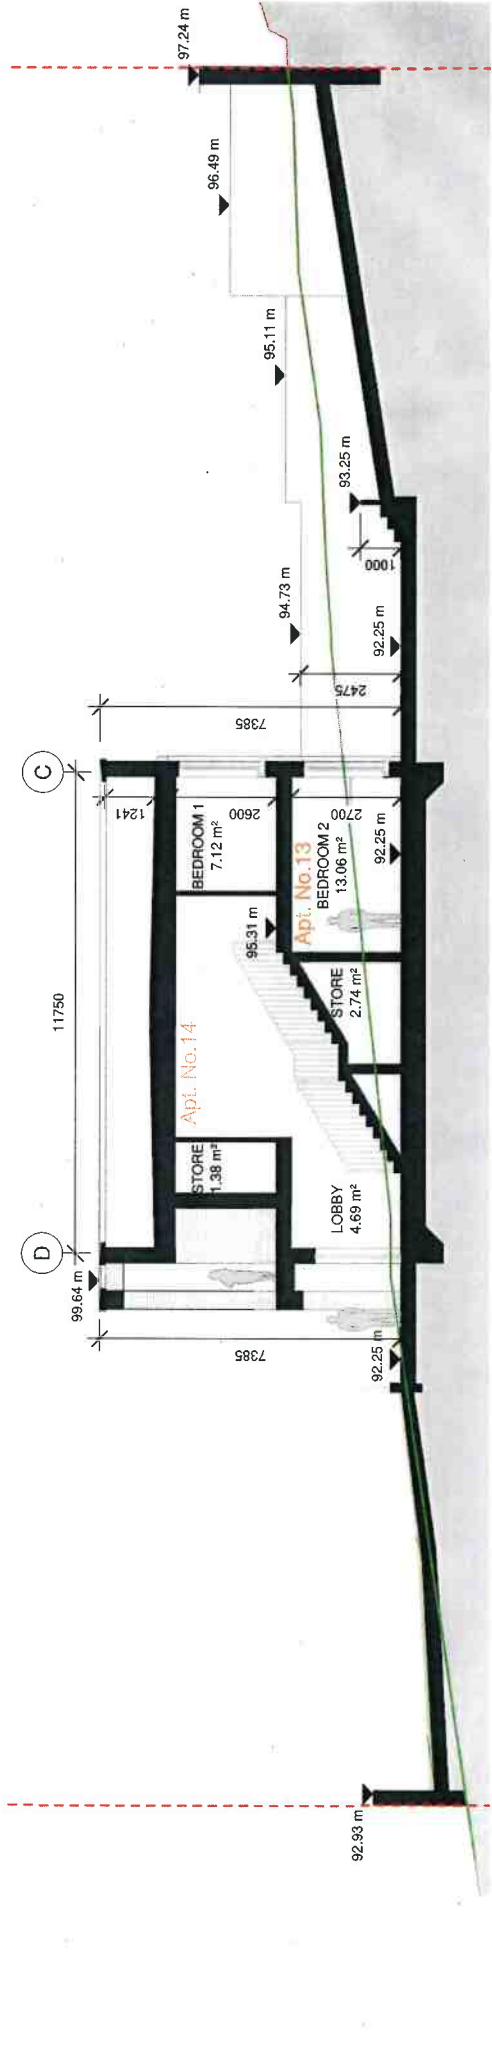 D
C
11750
99.64 m
7385
92.25 m
92.93 m
Apt. No.14
STORE
1.38 m²
LOBBY
4.69 m²
95.31 m
STORE
2.74 m²
Apt. No.13
BEDROOM 1
7.12 m²
BEDROOM 2
13.06 m²
92.25 m
1241
2600
2700
7385
2475
94.73 m
92.25 m
1000
93.25 m
95.11 m
96.49 m
97.24 m